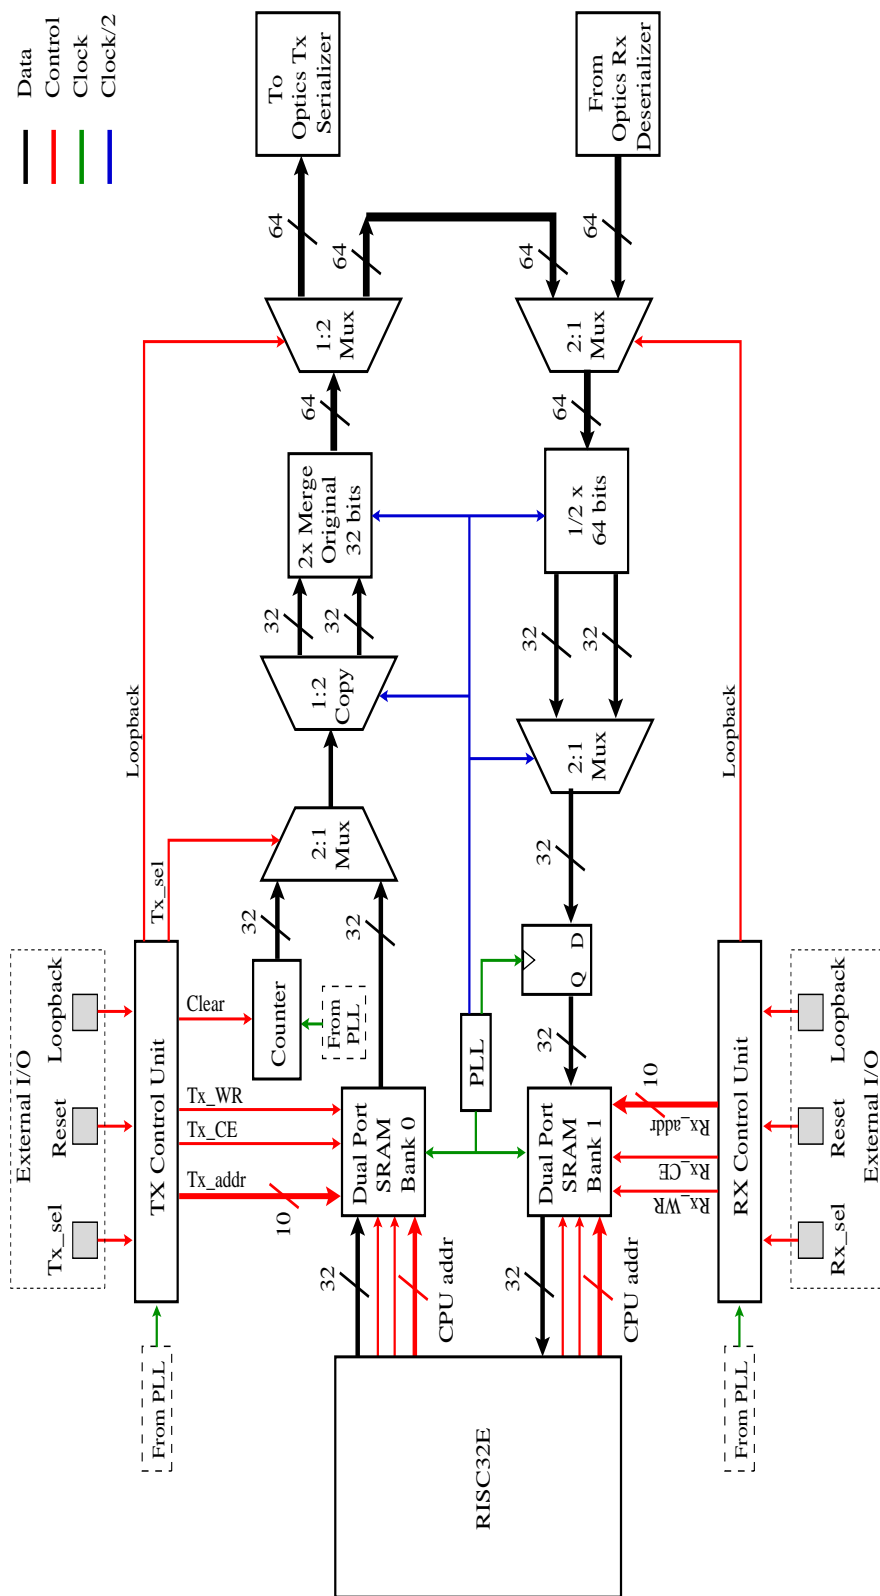 Data
Control
Clock
Clock/2
To
Optics Tx
Serializer
From
Optics Rx
Deserializer
64
64
64
64
1:2
Mux
2:1
Mux
64
64
2x Merge
Original
32 bits
1/2 x
64 bits
32
32
32
32
1:2
Copy
2:1
Mux
Loopback
Loopback
Tx_sel
2:1
Mux
32
32
32
External I/O
Loopback
Reset
Tx_sel
TX Control Unit
Clear
Tx_WR
Tx_CE
Tx_addr
10
Counter
From
PLL
Dual Port
SRAM
Bank 0
PLL
Q D
32
Dual Port
SRAM
Bank 1
10
Rx_addr
Rx_CE
Rx_WR
RX Control Unit
Loopback
Reset
Rx_sel
External I/O
32
CPU addr
32
CPU addr
From PLL
From PLL
RISC32E